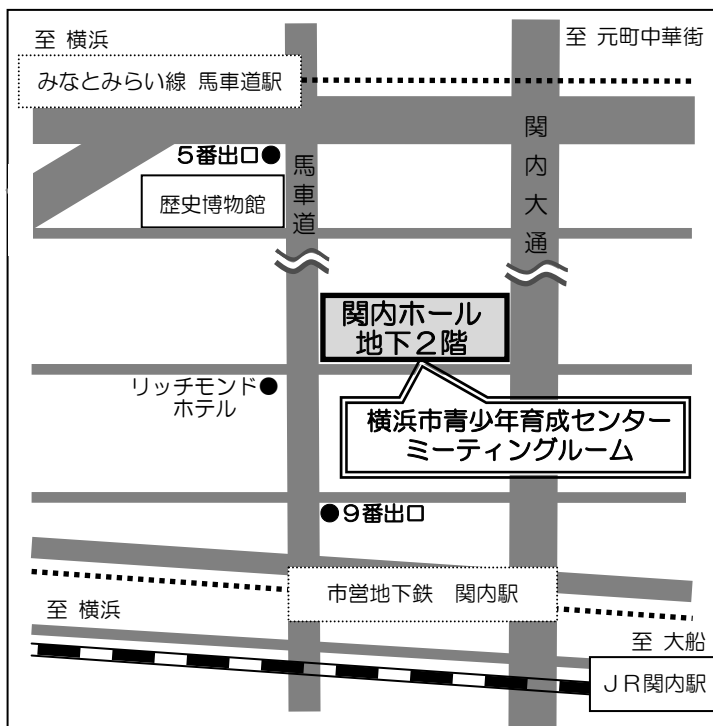 至 横浜
至 元町中華街
みなとみらい線 馬車道駅
関内大通
5番出口●
馬車道
歴史博物館
関内ホール
地下2階
リッチモンド●
ホテル
横浜市青少年育成センター
ミーティングルーム
●9番出口
市営地下鉄 関内駅
至 横浜
至 大船
JR関内駅